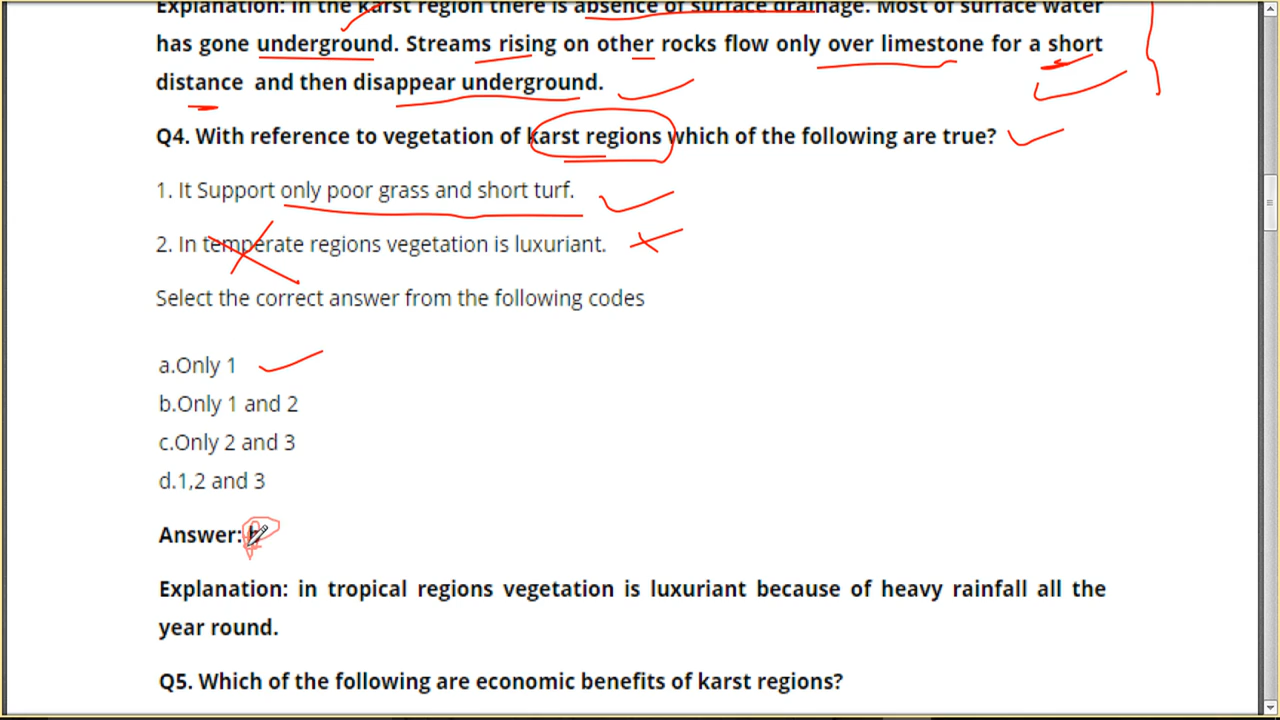 Explanation: In the karst region there is absence of surface drainage. Most of surface water
has gone underground. Streams rising on other rocks flow only over limestone for a short
distance and then disappear underground.
Q4. With reference to vegetation of karst regions which of the following are true?
1. It Support only poor grass and short turf.
2. In temperate regions vegetation is luxuriant.
Select the correct answer from the following codes
a.Only 1
b.Only 1 and 2
c.Only 2 and 3
d.1,2 and 3
Answer:
Explanation: in tropical regions vegetation is luxuriant because of heavy rainfall all the
year round.
Q5. Which of the following are economic benefits of karst regions?